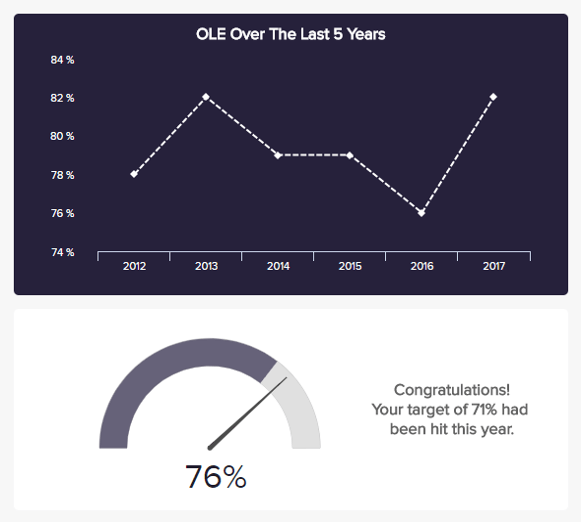 OLE Over The Last 5 Years
84 %
82 %
80 %
78 %
76 %
74 %
2012 2013 2014 2015 2016 2017
Congratulations!
Your target of 71% had
been hit this year.
76%